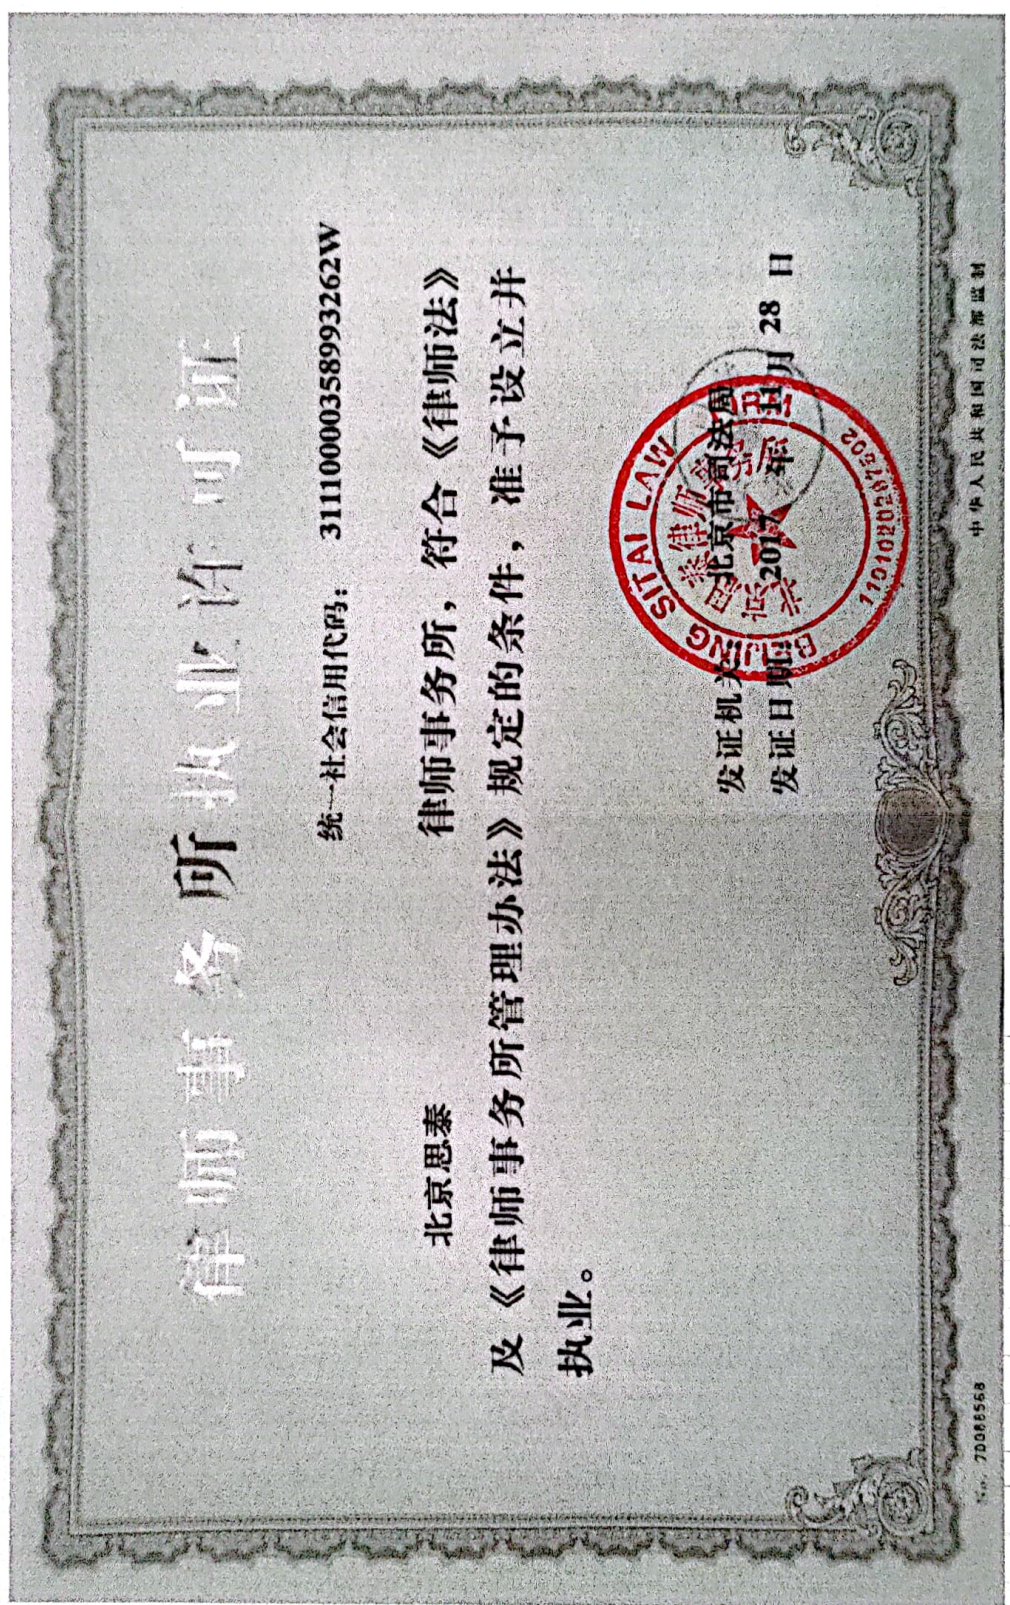 律师事务所执业许可证
统一社会信用代码： 31110000358993262W
北京思泰 律师事务所，符合《律师法》
及《律师事务所管理办法》规定的条件，准予设立并
执业。
发证机关： 北京市司法局
发证日期： 2017 年 11 月 28 日
BEIJING SITAI LAW FIRM
北京思泰律师事务所
1101020287502
No. 70088568
中华人民共和国司法部监制